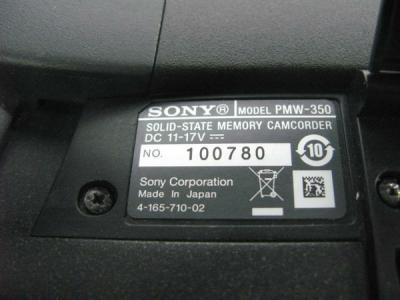 SONY® MODEL PMW-350
SOLID-STATE MEMORY CAMCORDER
DC 11-17V ⎓
NO. 100780 10
Sony Corporation
Made In Japan
4-165-710-02